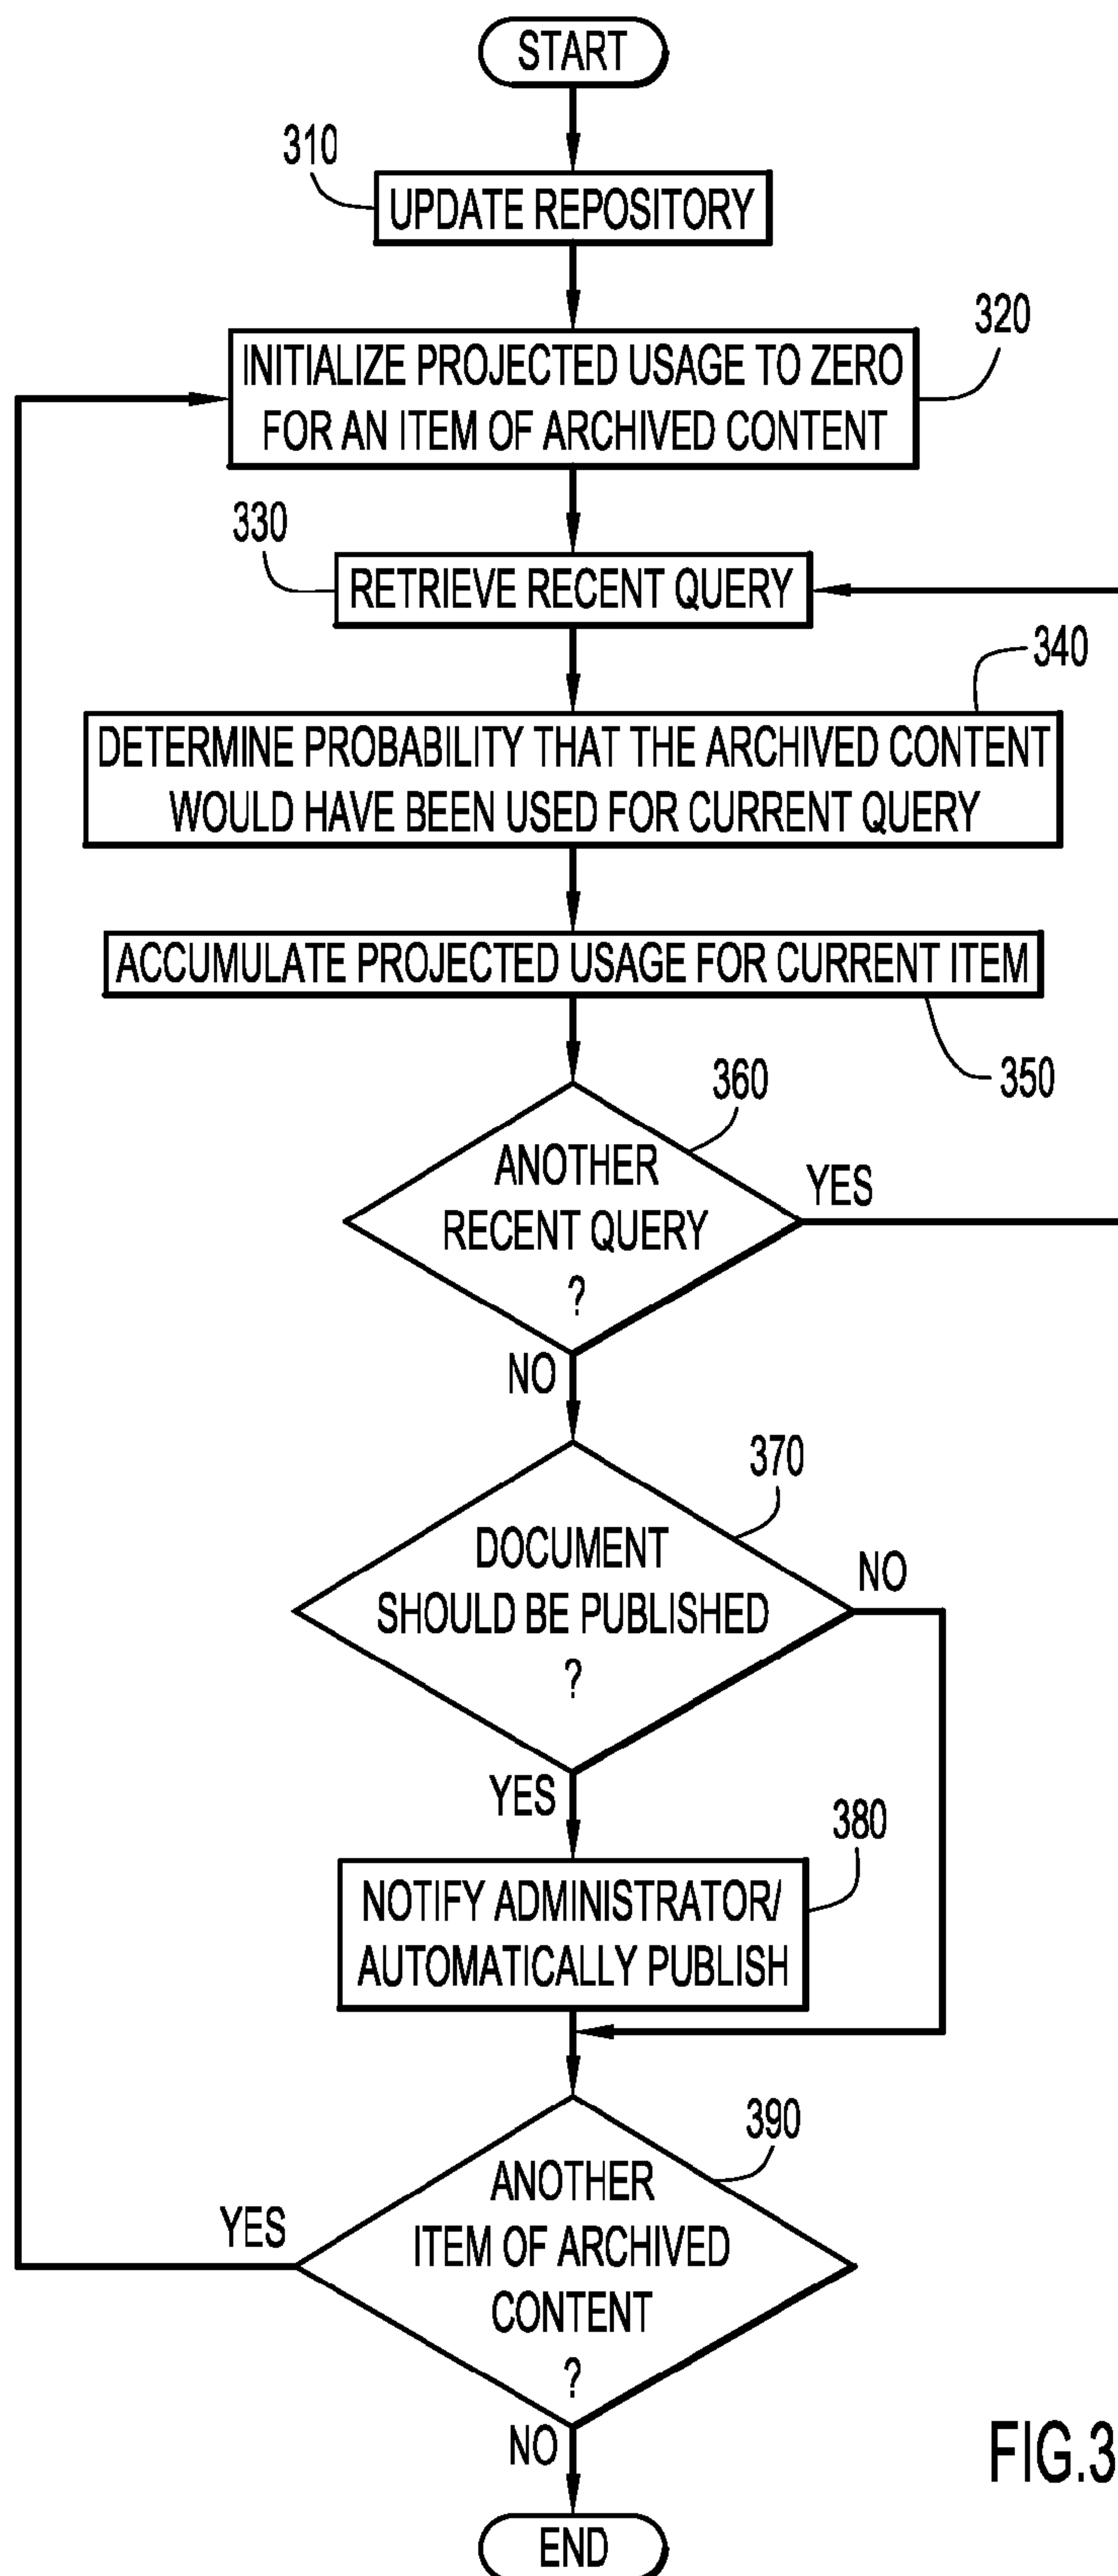 START
310
UPDATE REPOSITORY
320
INITIALIZE PROJECTED USAGE TO ZERO
FOR AN ITEM OF ARCHIVED CONTENT
330
RETRIEVE RECENT QUERY
340
DETERMINE PROBABILITY THAT THE ARCHIVED CONTENT
WOULD HAVE BEEN USED FOR CURRENT QUERY
ACCUMULATE PROJECTED USAGE FOR CURRENT ITEM
350
360
ANOTHER
RECENT QUERY
?
YES
NO
370
DOCUMENT
SHOULD BE PUBLISHED
?
NO
YES
380
NOTIFY ADMINISTRATOR/
AUTOMATICALLY PUBLISH
390
ANOTHER
ITEM OF ARCHIVED
CONTENT
?
YES
NO
FIG.3
END